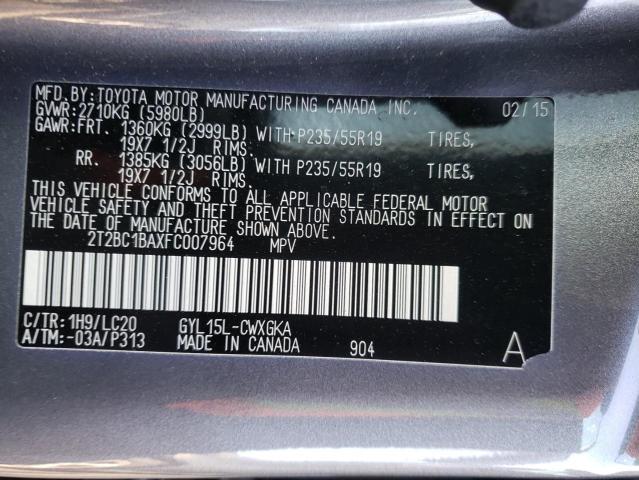 MFD.BY:TOYOTA MOTOR MANUFACTURING CANADA INC. 02/15
GVWR:2710KG (5980LB)
GAWR:FRT. 1360KG (2999LB) WITH P235/55R19 TIRES,
19X7 1/2J RIMS.
RR. 1385KG (3056LB) WITH P235/55R19 TIRES,
19X7 1/2J RIMS.
THIS VEHICLE CONFORMS TO ALL APPLICABLE FEDERAL MOTOR
VEHICLE SAFETY AND THEFT PREVENTION STANDARDS IN EFFECT ON
THE DATE OF MANUFACTURE SHOWN ABOVE.
2T2BC1BAXFC007964 MPV
C/TR:1H9/LC20 GYL15L-CWXGKA
A/TM:-03A/P313 MADE IN CANADA 904 A